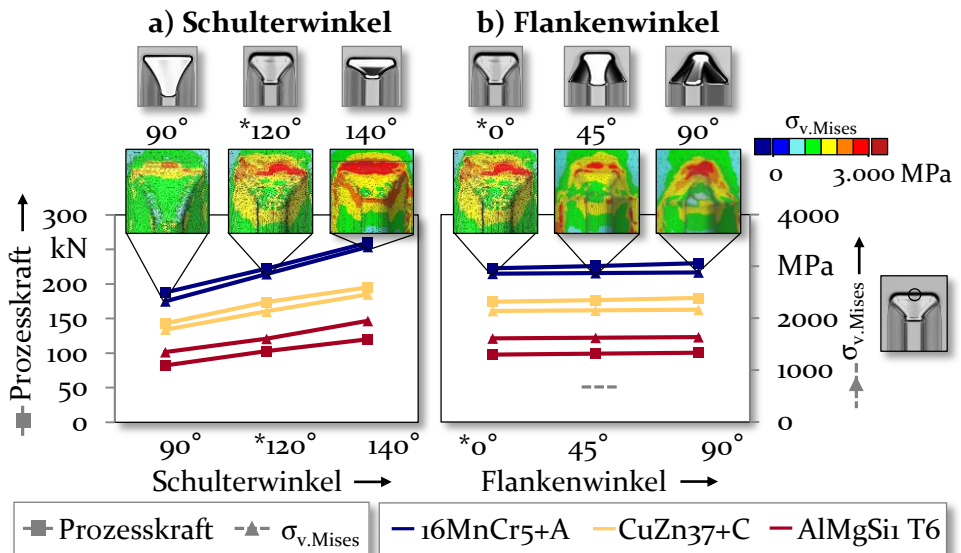 a) Schulterwinkel
b) Flankenwinkel
90° *120° 140°
*0° 45° 90°
σv.Mises
0 3.000 MPa
300
kN
200
150
100
50
0
Prozesskraft
4000
MPa
2000
1000
0
σv.Mises
90° *120° 140°
*0° 45° 90°
Schulterwinkel
Flankenwinkel
Prozesskraft σv.Mises
16MnCr5+A CuZn37+C AlMgSi1 T6